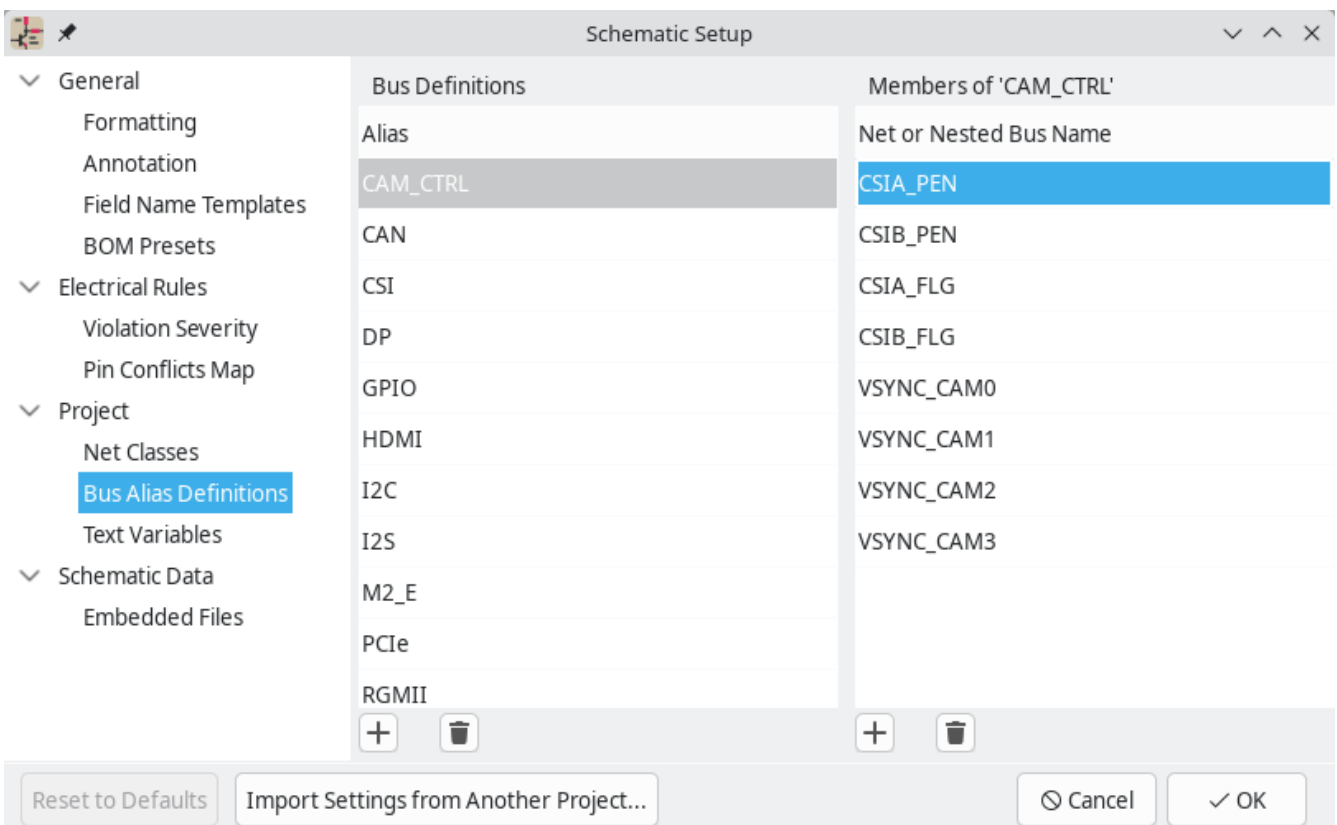 Schematic Setup
General
Formatting
Annotation
Field Name Templates
BOM Presets
Electrical Rules
Violation Severity
Pin Conflicts Map
Project
Net Classes
Bus Alias Definitions
Text Variables
Schematic Data
Embedded Files
Bus Definitions
Alias
CAM_CTRL
CAN
CSI
DP
GPIO
HDMI
I2C
I2S
M2_E
PCIe
RGMII
Members of 'CAM_CTRL'
Net or Nested Bus Name
CSIA_PEN
CSIB_PEN
CSIA_FLG
CSIB_FLG
VSYNC_CAM0
VSYNC_CAM1
VSYNC_CAM2
VSYNC_CAM3
Reset to Defaults
Import Settings from Another Project...
Cancel
OK